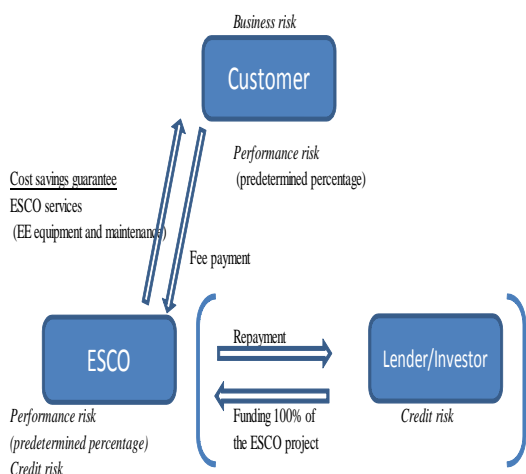 Business risk
Customer
Performance risk
(predetermined percentage)
Cost savings guarantee
ESCO services
(EE equipment and maintenance)
Fee payment
ESCO
Repayment
Lender/Investor
Funding 100% of
the ESCO project
Performance risk
(predetermined percentage)
Credit risk
Credit risk